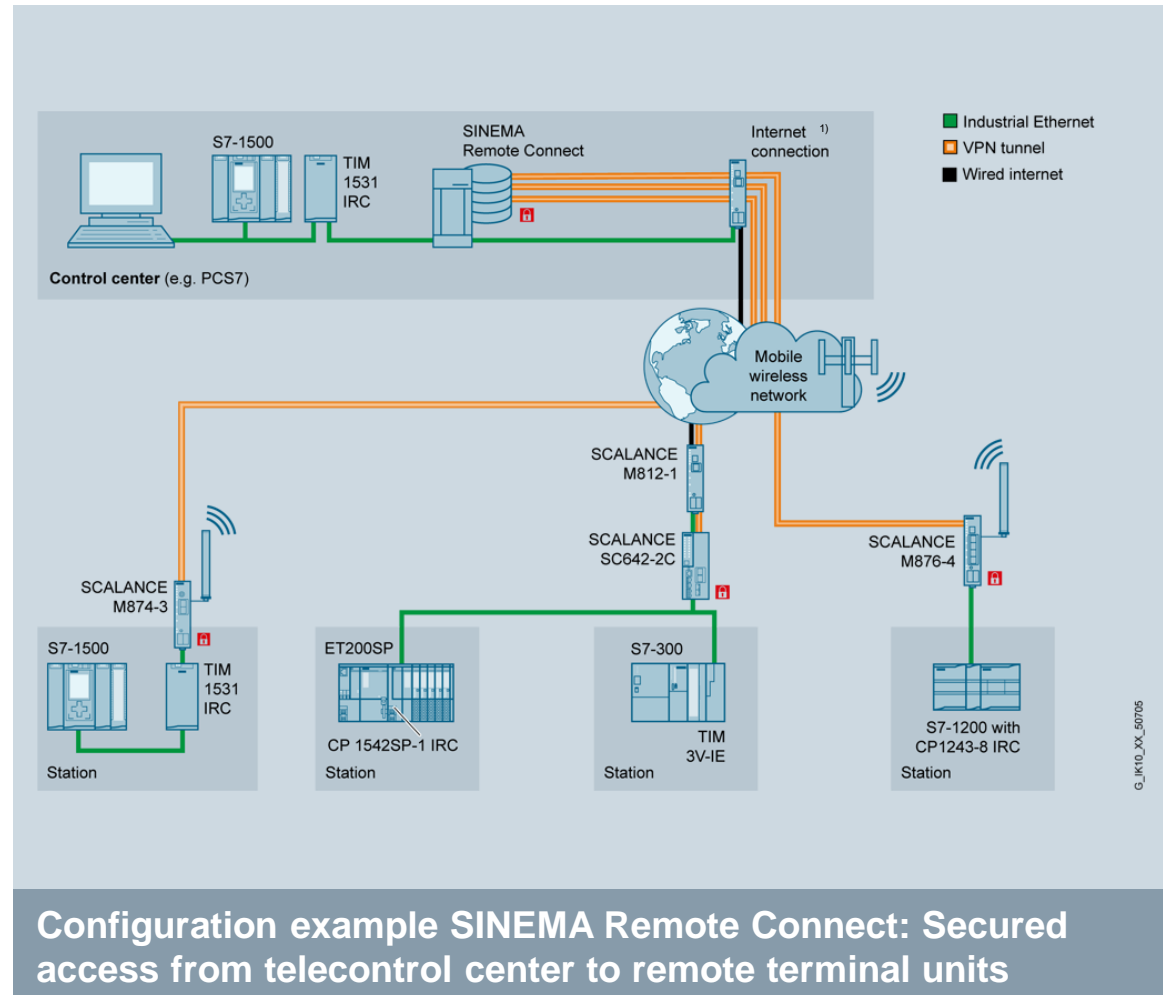 S7-1500
TIM
1531
IRC
SINEMA
Remote Connect
Internet 1)
connection
Industrial Ethernet
VPN tunnel
Wired internet
Control center (e.g. PCS7)
Mobile
wireless
network
SCALANCE
M812-1
SCALANCE
SC642-2C
SCALANCE
M876-4
SCALANCE
M874-3
S7-1500
TIM
1531
IRC
Station
ET200SP
CP 1542SP-1 IRC
Station
S7-300
TIM
3V-IE
Station
S7-1200 with
CP1243-8 IRC
Station
G_IK10_XX_50705
Configuration example SINEMA Remote Connect: Secured
access from telecontrol center to remote terminal units